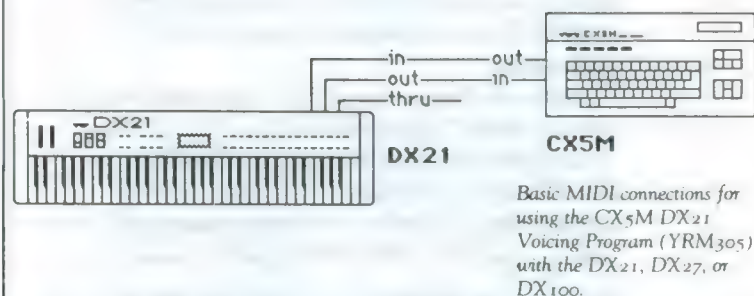 in out
out in
thru
DX21
DX21
CX5M
CX5M
Basic MIDI connections for
using the CX5M DX21
Voicing Program (YRM305)
with the DX21, DX27, or
DX100.